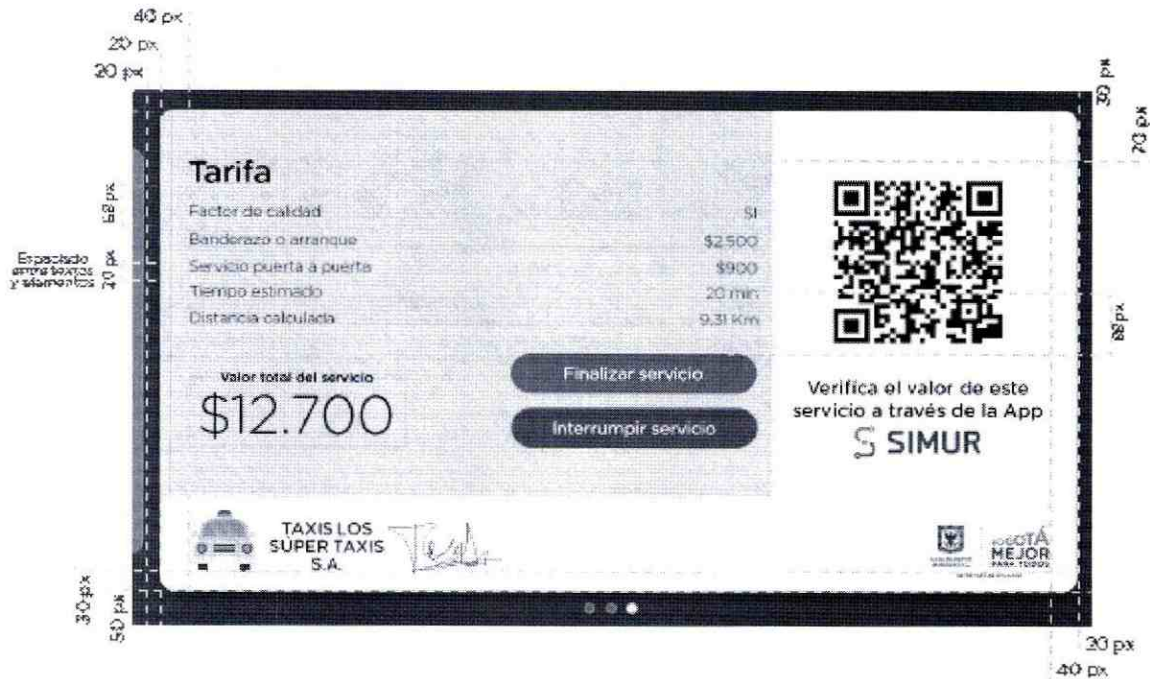 40 px
20 px
20 px
30 px
70 px
Tarifa
Factor de calidad SI
Banderazo o arranque $2500
Servicio puerta a puerta $900
Tiempo estimado 20 min
Distancia calculada 9.31 Km
68 px
Espaciado
entre textos
y elementos
20 px
88 px
Valor total del servicio
$12.700
Finalizar servicio
Interrumpir servicio
Verifica el valor de este
servicio a través de la App
SIMUR
TAXIS LOS
SÚPER TAXIS
S.A.
BOGOTÁ
MEJOR
PARA TODOS
30 px
50 px
20 px
40 px